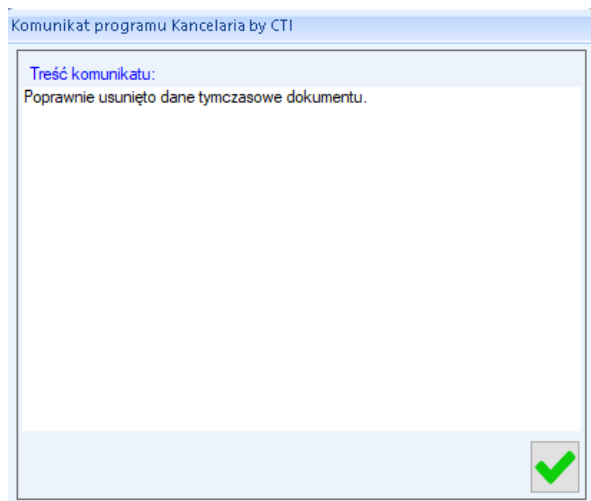 Komunikat programu Kancelaria by CTI
Treść komunikatu:
Poprawnie usunięto dane tymczasowe dokumentu.